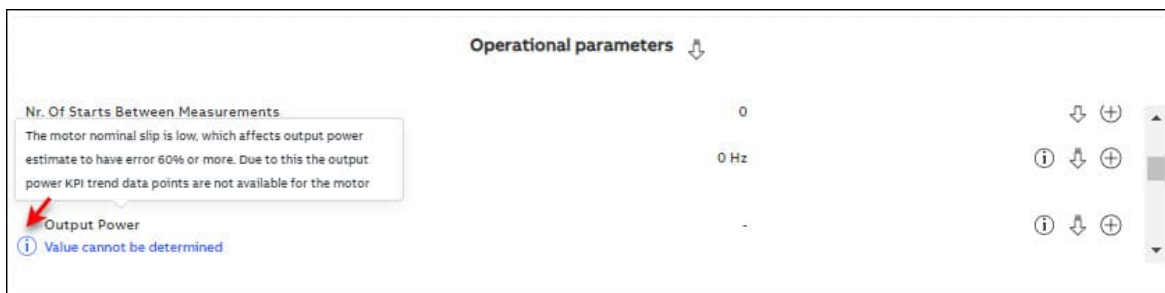 Operational parameters
Nr. Of Starts Between Measurements
0
The motor nominal slip is low, which affects output power
estimate to have error 60% or more. Due to this the output
power KPI trend data points are not available for the motor
0 Hz
Output Power
-
Value cannot be determined